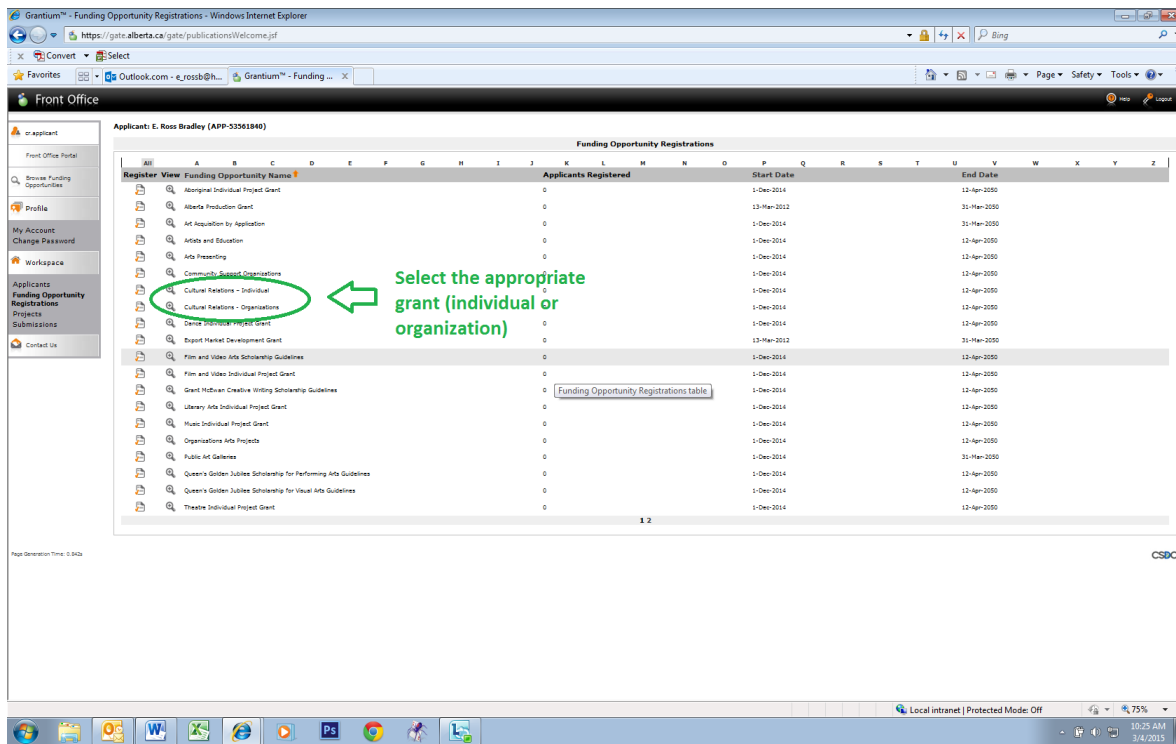 Grantium™ - Funding Opportunity Registrations - Windows Internet Explorer
https://gate.alberta.ca/gate/publicationsWelcome.jsf
Bing
x Convert Select
Favorites Outlook.com - e_rossb@h... Grantium™ - Funding ... X Page Safety Tools
Front Office Help Logout
cr.applicant
Front Office Portal
Browse Funding
Opportunities
Profile
My Account
Change Password
Workspace
Applicants
Funding Opportunity
Registrations
Projects
Submissions
Contact Us
Applicant: E. Ross Bradley (APP-53561840)
Funding Opportunity Registrations
All A B C D E F G H I J K L M N O P Q R S T U V W X Y Z
Register View Funding Opportunity Name Applicants Registered Start Date End Date
Aboriginal Individual Project Grant 0 1-Dec-2014 12-Apr-2050
Alberta Production Grant 0 13-Mar-2012 31-Mar-2050
Art Acquisition by Application 0 1-Dec-2014 31-Mar-2050
Artists and Education 0 1-Dec-2014 12-Apr-2050
Arts Presenting 0 1-Dec-2014 12-Apr-2050
Community Support Organizations 0 1-Dec-2014 12-Apr-2050
Cultural Relations - Individual 0 1-Dec-2014 12-Apr-2050
Cultural Relations - Organizations 0 1-Dec-2014 12-Apr-2050
Dance Individual Project Grant 0 1-Dec-2014 12-Apr-2050
Export Market Development Grant 0 13-Mar-2012 31-Mar-2050
Film and Video Arts Scholarship Guidelines 0 1-Dec-2014 12-Apr-2050
Film and Video Individual Project Grant 0 1-Dec-2014 12-Apr-2050
Grant McEwan Creative Writing Scholarship Guidelines 0 1-Dec-2014 12-Apr-2050
Literary Arts Individual Project Grant 0 1-Dec-2014 12-Apr-2050
Music Individual Project Grant 0 1-Dec-2014 12-Apr-2050
Organizations Arts Projects 0 1-Dec-2014 12-Apr-2050
Public Art Galleries 0 1-Dec-2014 31-Mar-2050
Queen's Golden Jubilee Scholarship for Performing Arts Guidelines 0 1-Dec-2014 12-Apr-2050
Queen's Golden Jubilee Scholarship for Visual Arts Guidelines 0 1-Dec-2014 12-Apr-2050
Theatre Individual Project Grant 0 1-Dec-2014 12-Apr-2050
1 2
Select the appropriate
grant (individual or
organization)
Funding Opportunity Registrations table
Page Generation Time: 0.842s
CSDC
Local intranet | Protected Mode: Off 75%
Ps
10:25 AM
3/4/2015